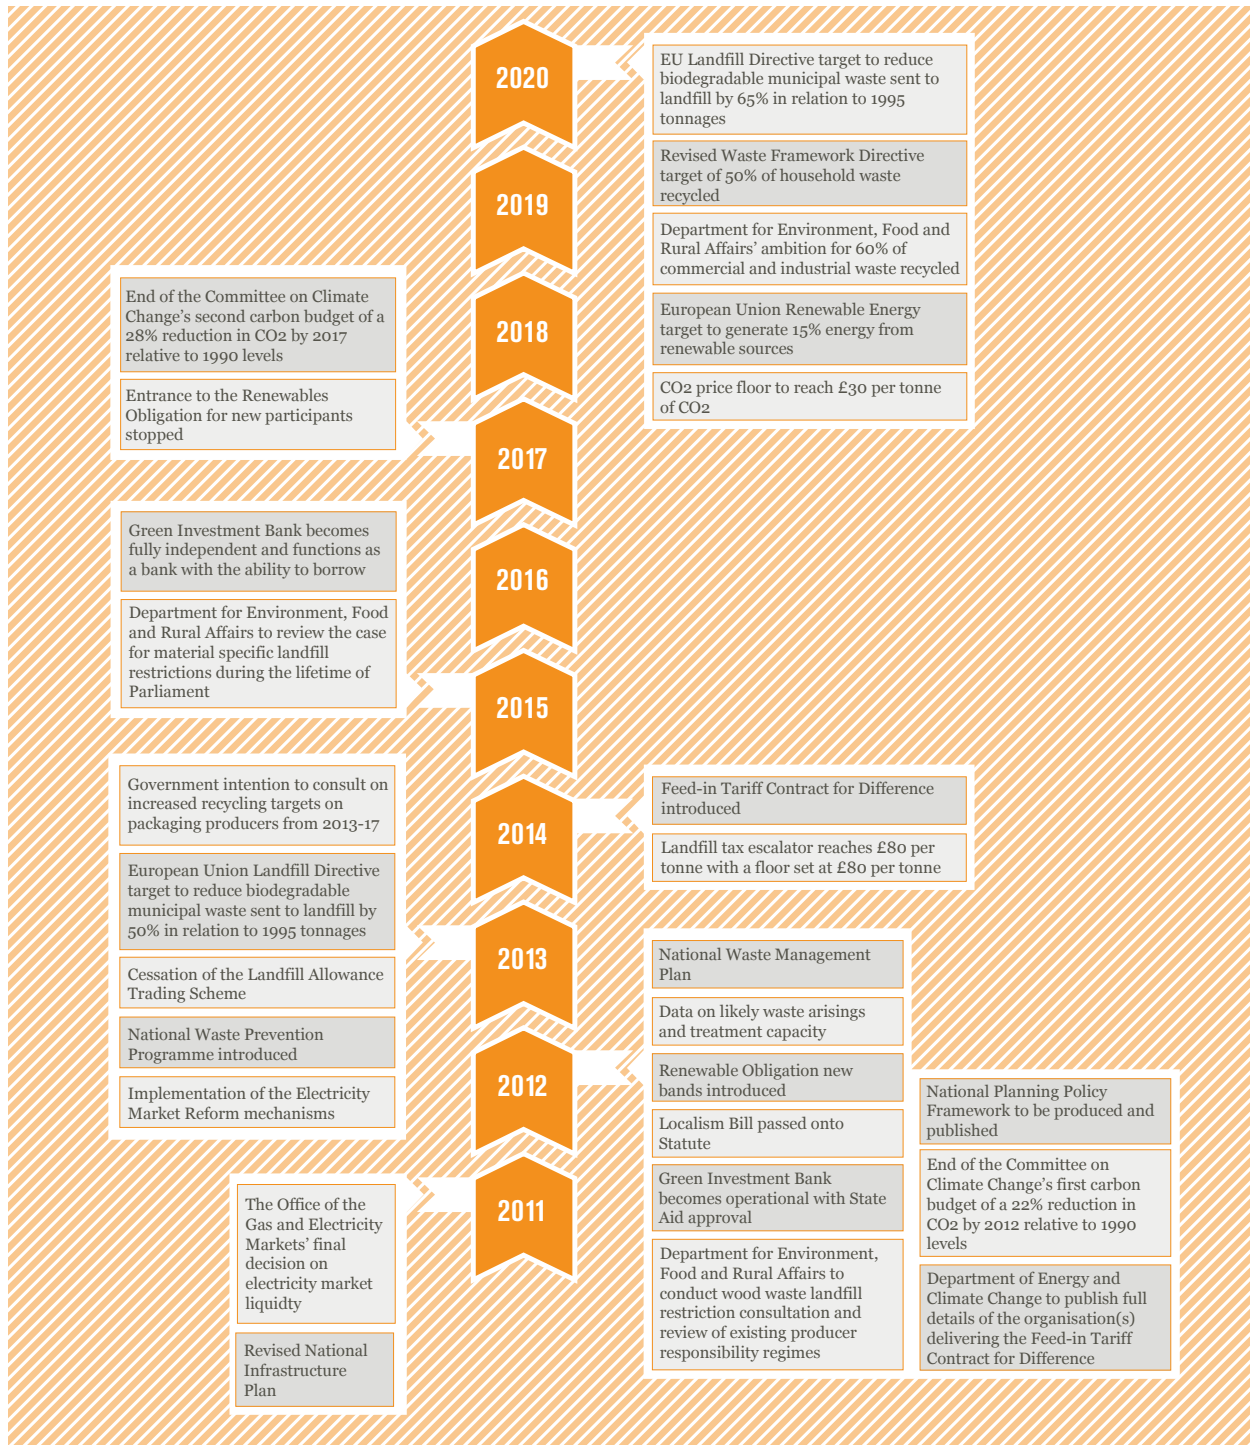 2020
EU Landfill Directive target to reduce
biodegradable municipal waste sent to
landfill by 65% in relation to 1995
tonnages
Revised Waste Framework Directive
target of 50% of household waste
recycled
Department for Environment, Food and
Rural Affairs’ ambition for 60% of
commercial and industrial waste recycled
European Union Renewable Energy
target to generate 15% energy from
renewable sources
CO2 price floor to reach £30 per tonne
of CO2
2019
2018
End of the Committee on Climate
Change’s second carbon budget of a
28% reduction in CO2 by 2017
relative to 1990 levels
Entrance to the Renewables
Obligation for new participants
stopped
2017
2016
Green Investment Bank becomes
fully independent and functions as
a bank with the ability to borrow
Department for Environment, Food
and Rural Affairs to review the case
for material specific landfill
restrictions during the lifetime of
Parliament
2015
2014
Feed-in Tariff Contract for Difference
introduced
Landfill tax escalator reaches £80 per
tonne with a floor set at £80 per tonne
Government intention to consult on
increased recycling targets on
packaging producers from 2013-17
European Union Landfill Directive
target to reduce biodegradable
municipal waste sent to landfill by
50% in relation to 1995 tonnages
Cessation of the Landfill Allowance
Trading Scheme
National Waste Prevention
Programme introduced
Implementation of the Electricity
Market Reform mechanisms
2013
2012
National Waste Management
Plan
Data on likely waste arisings
and treatment capacity
Renewable Obligation new
bands introduced
Localism Bill passed onto
Statute
Green Investment Bank
becomes operational with State
Aid approval
Department for Environment,
Food and Rural Affairs to
conduct wood waste landfill
restriction consultation and
review of existing producer
responsibility regimes
National Planning Policy
Framework to be produced and
published
End of the Committee on
Climate Change’s first carbon
budget of a 22% reduction in
CO2 by 2012 relative to 1990
levels
Department of Energy and
Climate Change to publish full
details of the organisation(s)
delivering the Feed-in Tariff
Contract for Difference
2011
The Office of the
Gas and Electricity
Markets’ final
decision on
electricity market
liquidty
Revised National
Infrastructure
Plan